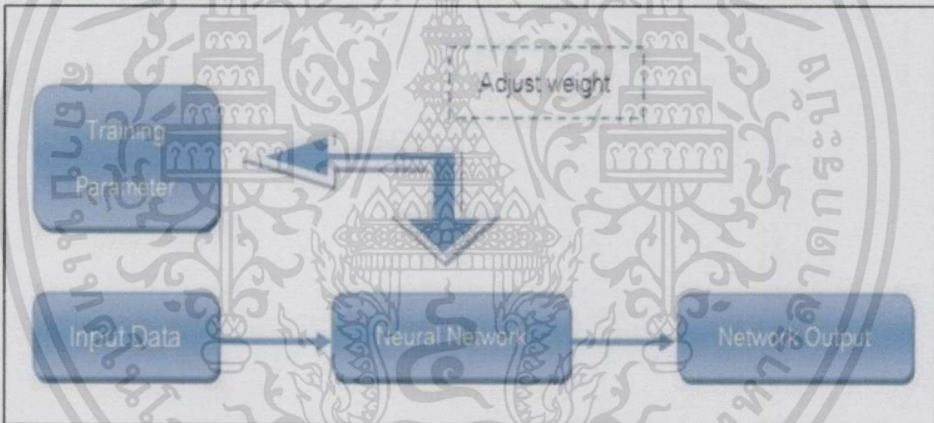 Adjust weight
Training
Parameter
Input Data
Neural Network
Network Output